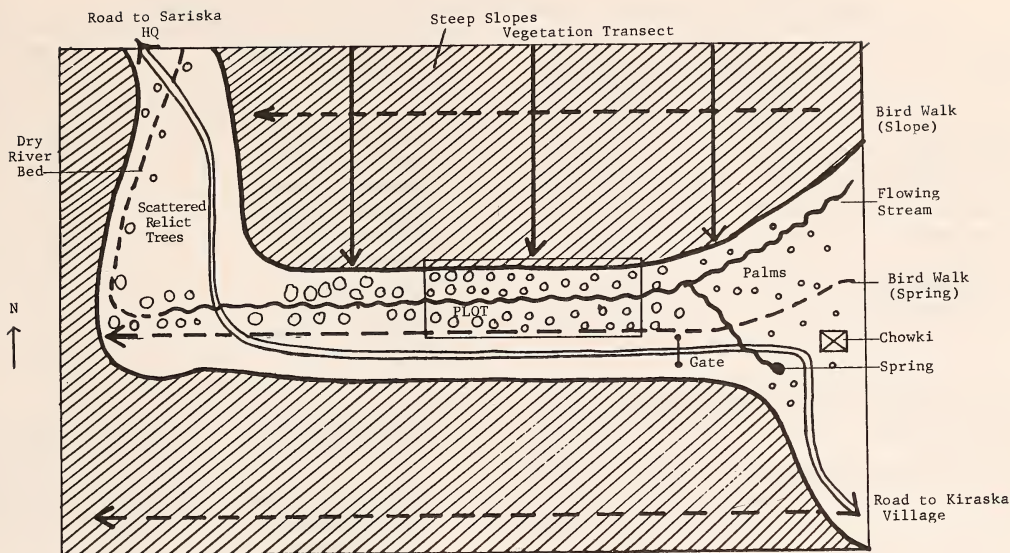 Road to Sariska
HQ
Steep Slopes
Vegetation Transect
Bird Walk
(Slope)
Dry
River
Bed
Flowing
Stream
Scattered
Relict
Trees
Palms
Bird Walk
(Spring)
N
PLOT
Chowki
Gate
Spring
Road to Kiraska
Village